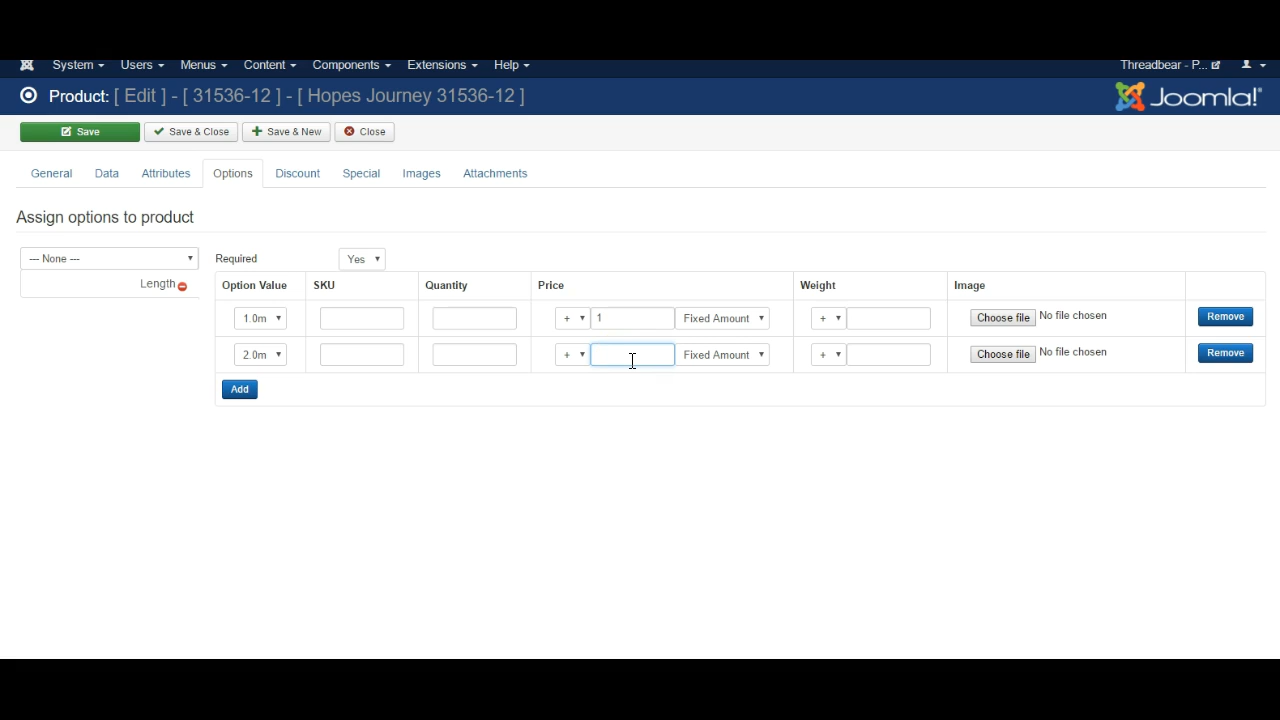 System Users Menus Content Components Extensions Help Threadbear - P...
Product: [ Edit ] - [ 31536-12 ] - [ Hopes Journey 31536-12 ] Joomla!®
Save Save & Close Save & New Close
General Data Attributes Options Discount Special Images Attachments
Assign options to product
--- None --- Required Yes
Length Option Value SKU Quantity Price Weight Image
1.0m + 1 Fixed Amount + Choose file No file chosen Remove
2.0m + Fixed Amount + Choose file No file chosen Remove
Add